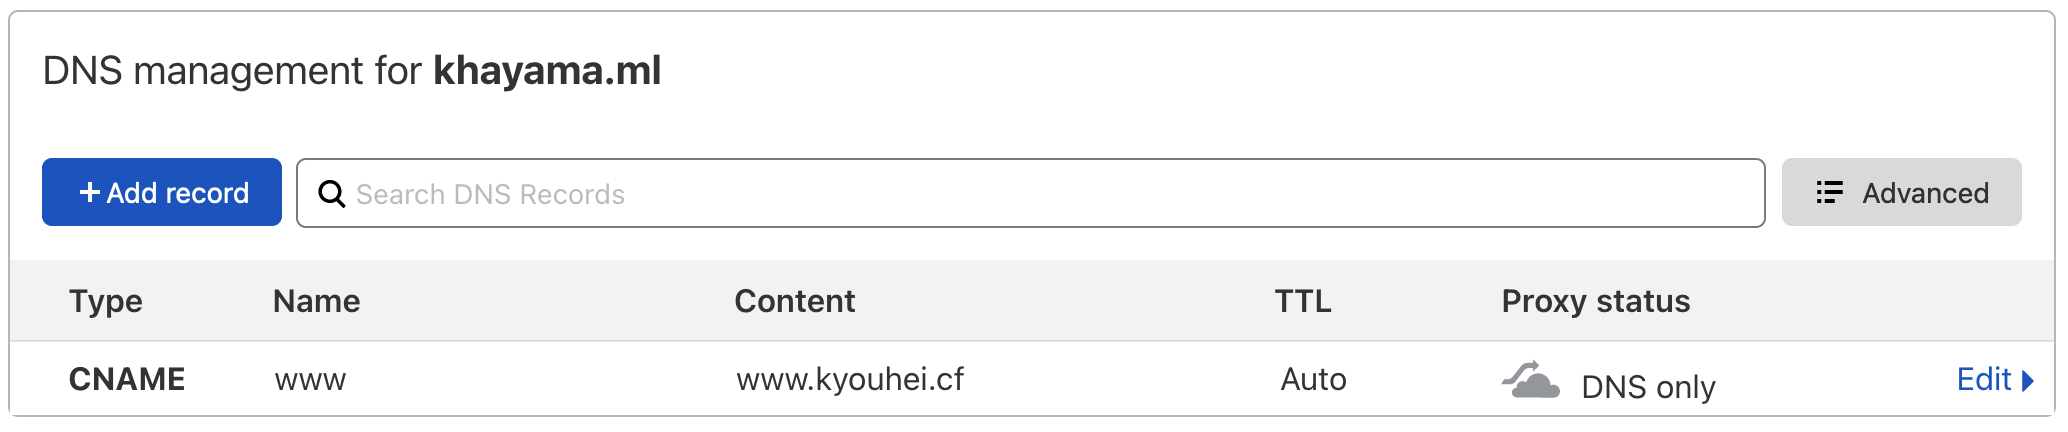 DNS management for khayama.ml
+ Add record
Search DNS Records
Advanced
Type Name Content TTL Proxy status
CNAME www www.kyouhei.cf Auto DNS only Edit